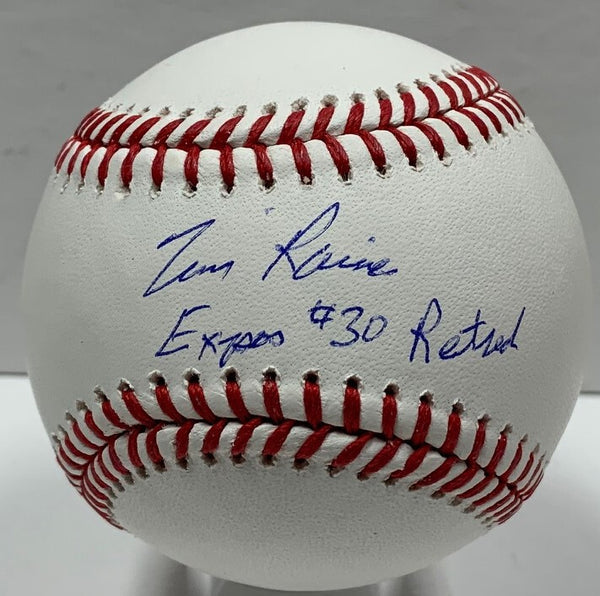 Tim Raines
Expos #30 Retired